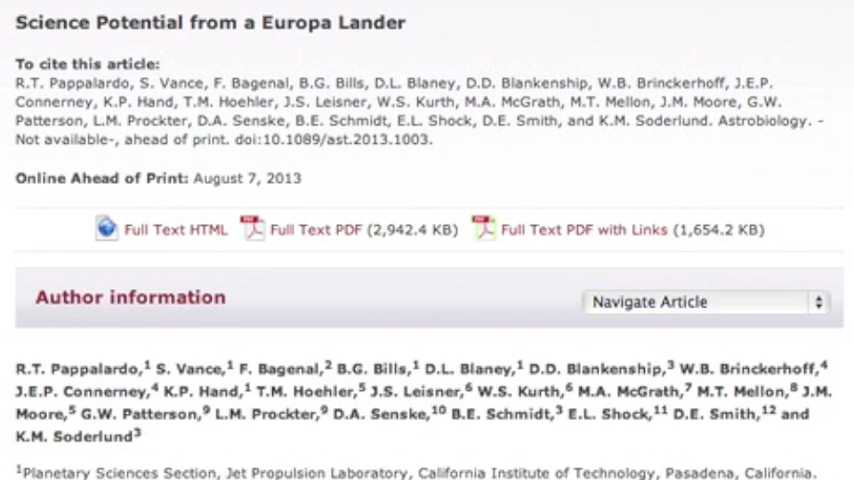 Science Potential from a Europa Lander
To cite this article:
R.T. Pappalardo, S. Vance, F. Bagenal, B.G. Bills, D.L. Blaney, D.D. Blankenship, W.B. Brinckerhoff, J.E.P.
Connerney, K.P. Hand, T.M. Hoehler, J.S. Leisner, W.S. Kurth, M.A. McGrath, M.T. Mellon, J.M. Moore, G.W.
Patterson, L.M. Prockter, D.A. Senske, B.E. Schmidt, E.L. Shock, D.E. Smith, and K.M. Soderlund. Astrobiology. -
Not available-, ahead of print. doi:10.1089/ast.2013.1003.
Online Ahead of Print: August 7, 2013
Full Text HTML Full Text PDF (2,942.4 KB) Full Text PDF with Links (1,654.2 KB)
Author information Navigate Article
R.T. Pappalardo,¹ S. Vance,¹ F. Bagenal,² B.G. Bills,¹ D.L. Blaney,¹ D.D. Blankenship,³ W.B. Brinckerhoff,⁴
J.E.P. Connerney,⁴ K.P. Hand,¹ T.M. Hoehler,⁵ J.S. Leisner,⁶ W.S. Kurth,⁶ M.A. McGrath,⁷ M.T. Mellon,⁸ J.M.
Moore,⁵ G.W. Patterson,⁹ L.M. Prockter,⁹ D.A. Senske,¹⁰ B.E. Schmidt,³ E.L. Shock,¹¹ D.E. Smith,¹² and
K.M. Soderlund³
¹Planetary Sciences Section, Jet Propulsion Laboratory, California Institute of Technology, Pasadena, California.